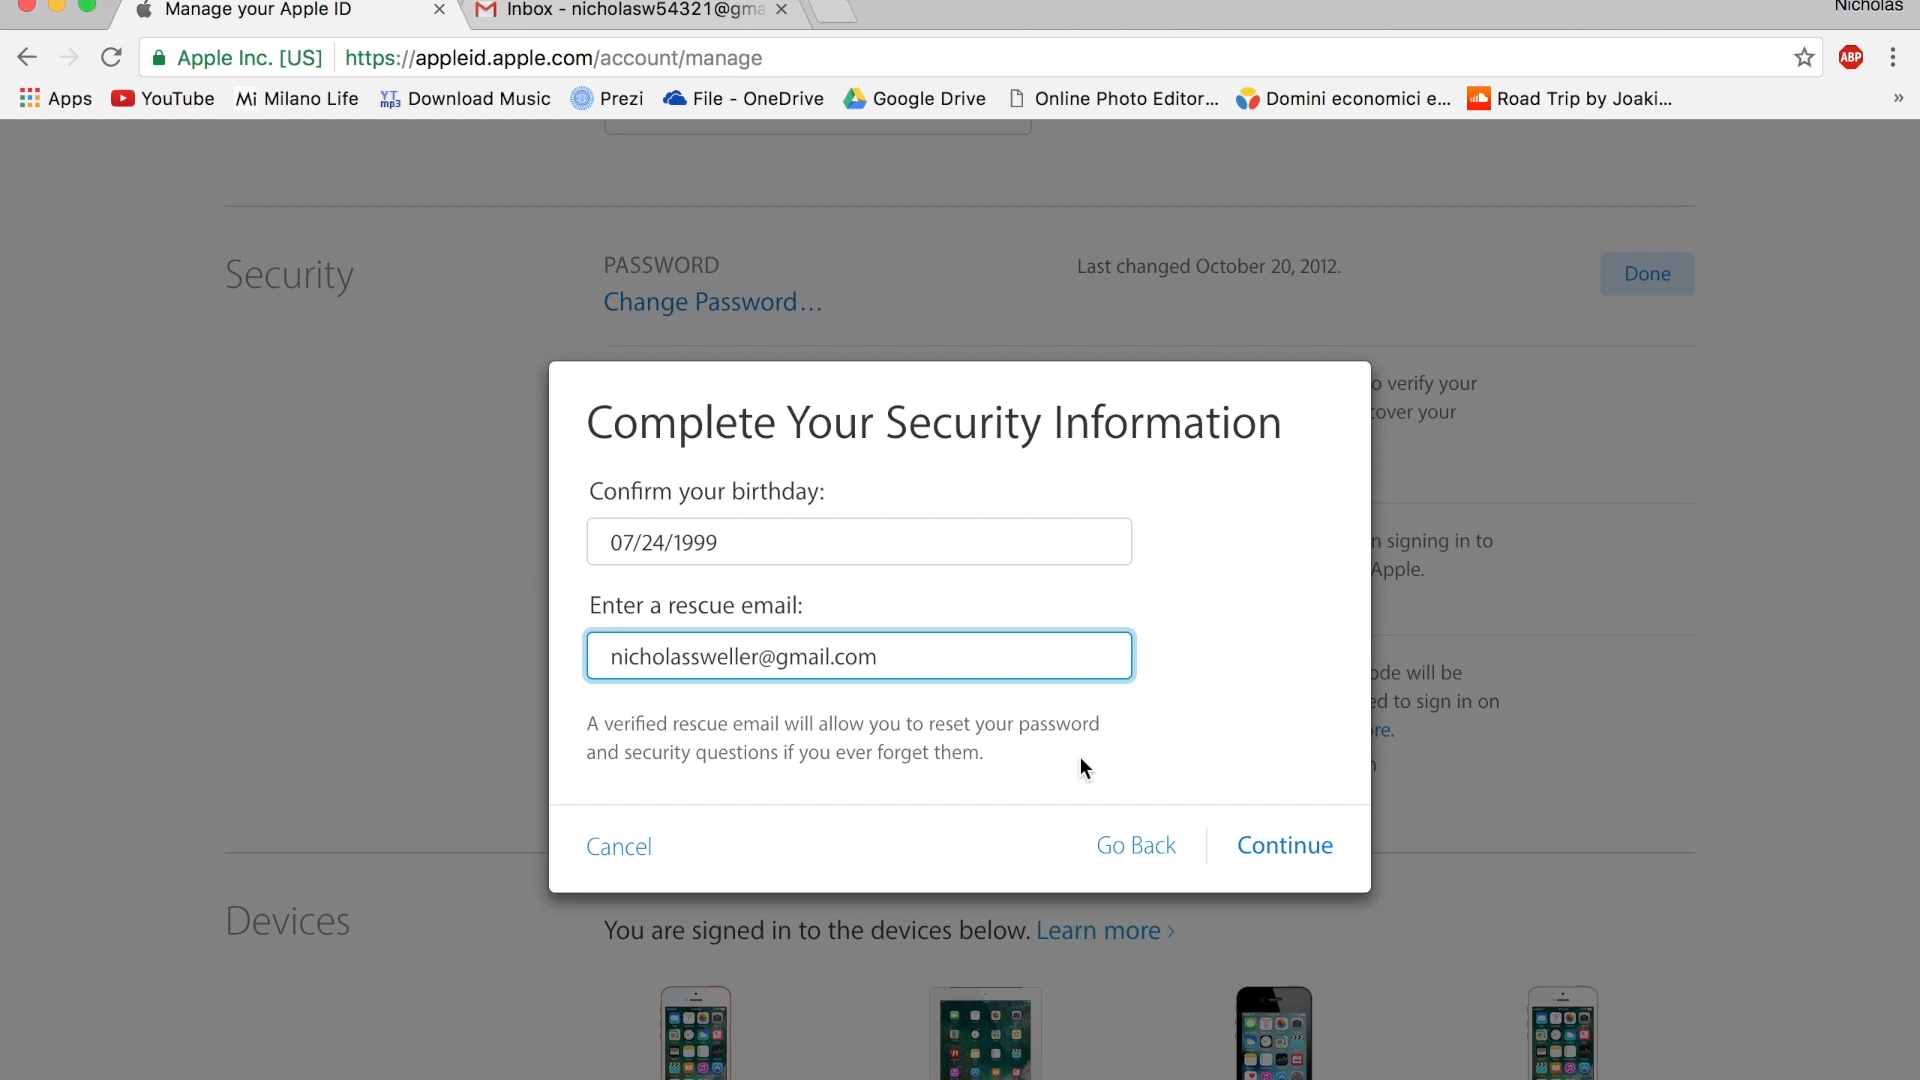 Manage your Apple ID
Inbox - nicholasw54321@gma
Nicholas
Apple Inc. [US] https://appleid.apple.com/account/manage
ABP
Apps YouTube Mi Milano Life YT mp3 Download Music Prezi File - OneDrive Google Drive Online Photo Editor... Domini economici e... Road Trip by Joaki... »
Security
PASSWORD
Last changed October 20, 2012.
Done
Change Password...
o verify your
cover your
Complete Your Security Information
Confirm your birthday:
07/24/1999
n signing in to
Apple.
Enter a rescue email:
nicholassweller@gmail.com
ode will be
ed to sign in on
re.
A verified rescue email will allow you to reset your password
and security questions if you ever forget them.
Cancel
Go Back
Continue
Devices
You are signed in to the devices below. Learn more ›